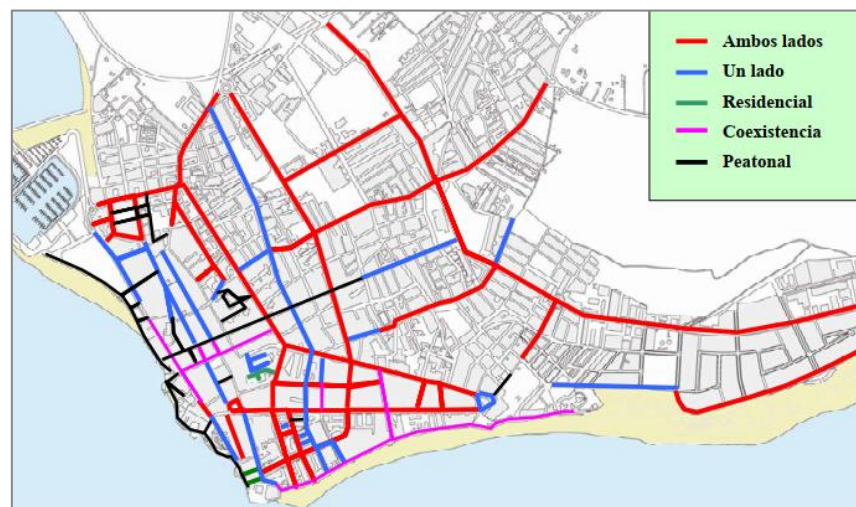 Ambos lados
Un lado
Residencial
Coexistencia
Peatonal